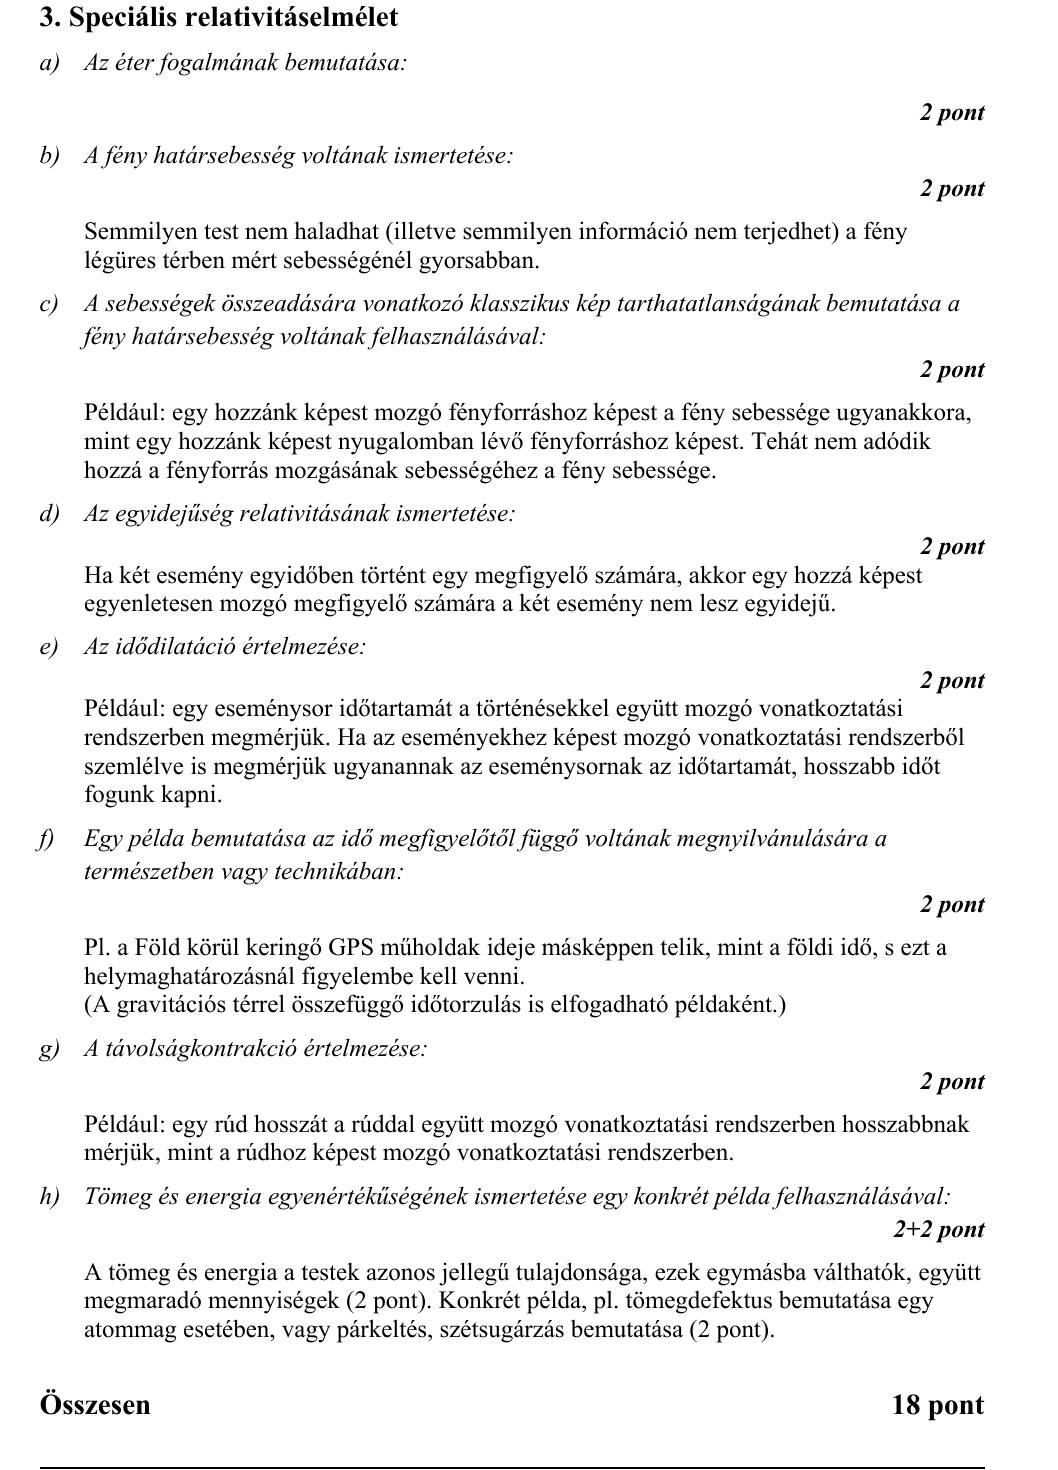 3. Speciális relativitáselmélet
a) Az éter fogalmának bemutatása:
2 pont
b) A fény határsebesség voltának ismertetése:
2 pont
Semmilyen test nem haladhat (illetve semmilyen információ nem terjedhet) a fény
légüres térben mért sebességénél gyorsabban.
c) A sebességek összeadására vonatkozó klasszikus kép tarthatatlanságának bemutatása a
fény határsebesség voltának felhasználásával:
2 pont
Például: egy hozzánk képest mozgó fényforráshoz képest a fény sebessége ugyanakkora,
mint egy hozzánk képest nyugalomban lévő fényforráshoz képest. Tehát nem adódik
hozzá a fényforrás mozgásának sebességéhez a fény sebessége.
d) Az egyidejűség relativitásának ismertetése:
2 pont
Ha két esemény egyidőben történt egy megfigyelő számára, akkor egy hozzá képest
egyenletesen mozgó megfigyelő számára a két esemény nem lesz egyidejű.
e) Az idődilatáció értelmezése:
2 pont
Például: egy eseménysor időtartamát a történésekkel együtt mozgó vonatkoztatási
rendszerben megmérjük. Ha az eseményekhez képest mozgó vonatkoztatási rendszerből
szemlélve is megmérjük ugyanannak az eseménysornak az időtartamát, hosszabb időt
fogunk kapni.
f) Egy példa bemutatása az idő megfigyelőtől függő voltának megnyilvánulására a
természetben vagy technikában:
2 pont
Pl. a Föld körül keringő GPS műholdak ideje másképpen telik, mint a földi idő, s ezt a
helymaghatározásnál figyelembe kell venni.
(A gravitációs térrel összefüggő időtorzulás is elfogadható példaként.)
g) A távolságkontrakció értelmezése:
2 pont
Például: egy rúd hosszát a rúddal együtt mozgó vonatkoztatási rendszerben hosszabbnak
mérjük, mint a rúdhoz képest mozgó vonatkoztatási rendszerben.
h) Tömeg és energia egyenértékűségének ismertetése egy konkrét példa felhasználásával:
2+2 pont
A tömeg és energia a testek azonos jellegű tulajdonsága, ezek egymásba válthatók, együtt
megmaradó mennyiségek (2 pont). Konkrét példa, pl. tömegdefektus bemutatása egy
atommag esetében, vagy párkeltés, szétsugárzás bemutatása (2 pont).
Összesen 18 pont